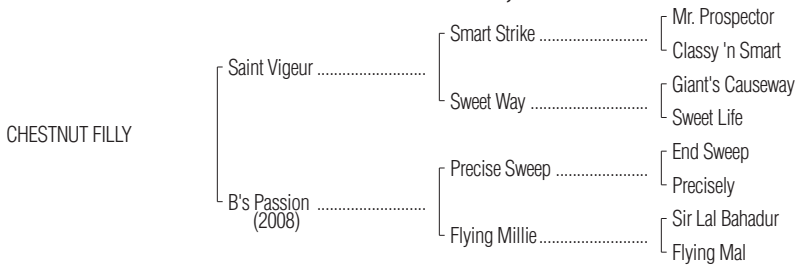 Mr. Prospector
Smart Strike ..............................
Classy 'n Smart
Saint Vigeur ..............................
Giant's Causeway
Sweet Way ..............................
Sweet Life
CHESTNUT FILLY
End Sweep
Precise Sweep ..........................
Precisely
B's Passion ..............................
(2008)
Sir Lal Bahadur
Flying Millie ..............................
Flying Mal